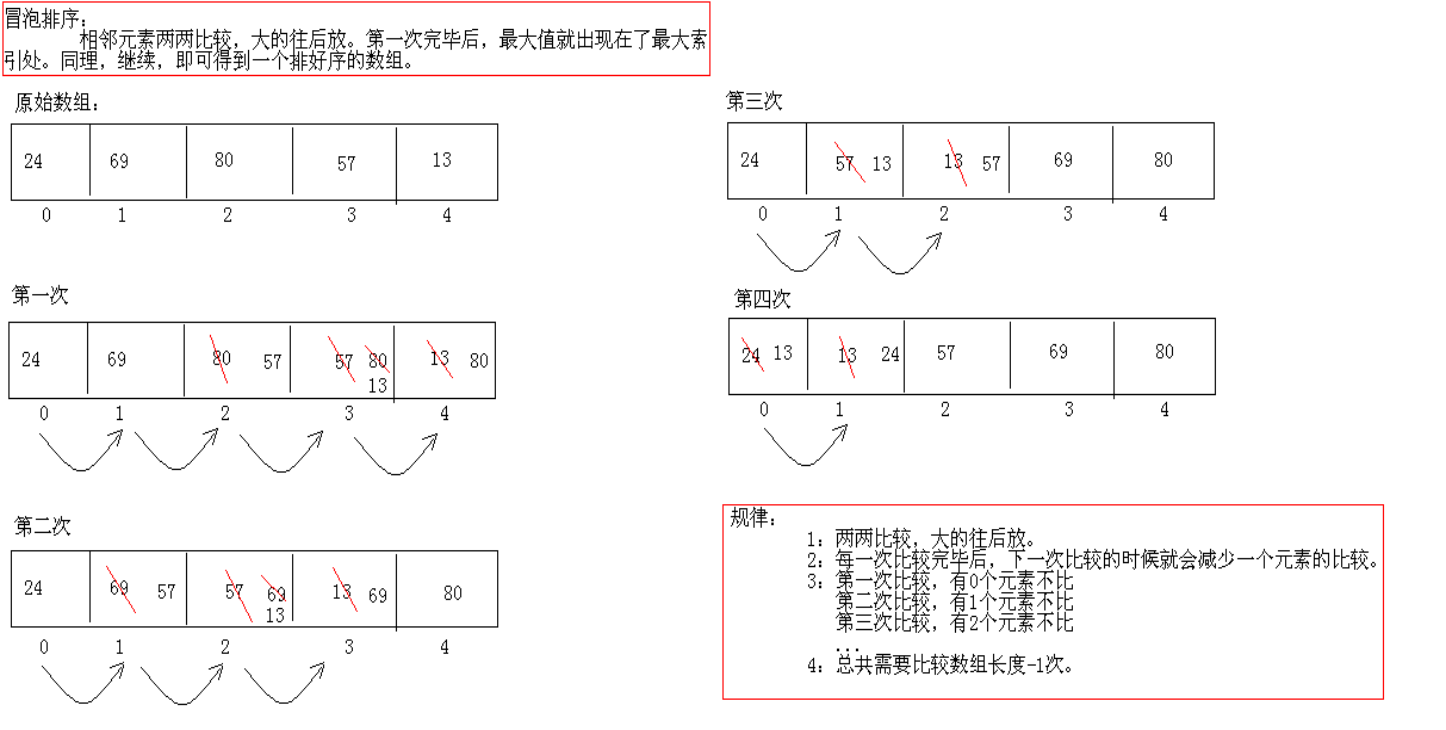 冒泡排序:
相邻元素两两比较，大的往后放。第一次完毕后，最大值就出现在了最大索
引处。同理，继续，即可得到一个排好序的数组。
原始数组:
24 69 80 57 13
0 1 2 3 4
第一次
24 69 80 57 57 80 13 80
13
0 1 2 3 4
第二次
24 69 57 57 69 13 69 80
13
0 1 2 3 4
第三次
24 57 13 13 57 69 80
0 1 2 3 4
第四次
24 13 13 24 57 69 80
0 1 2 3 4
规律:
1: 两两比较，大的往后放。
2: 每一次比较完毕后，下一次比较的时候就会减少一个元素的比较。
3: 第一次比较，有0个元素不比
第二次比较，有1个元素不比
第三次比较，有2个元素不比
...
4: 总共需要比较数组长度-1次。